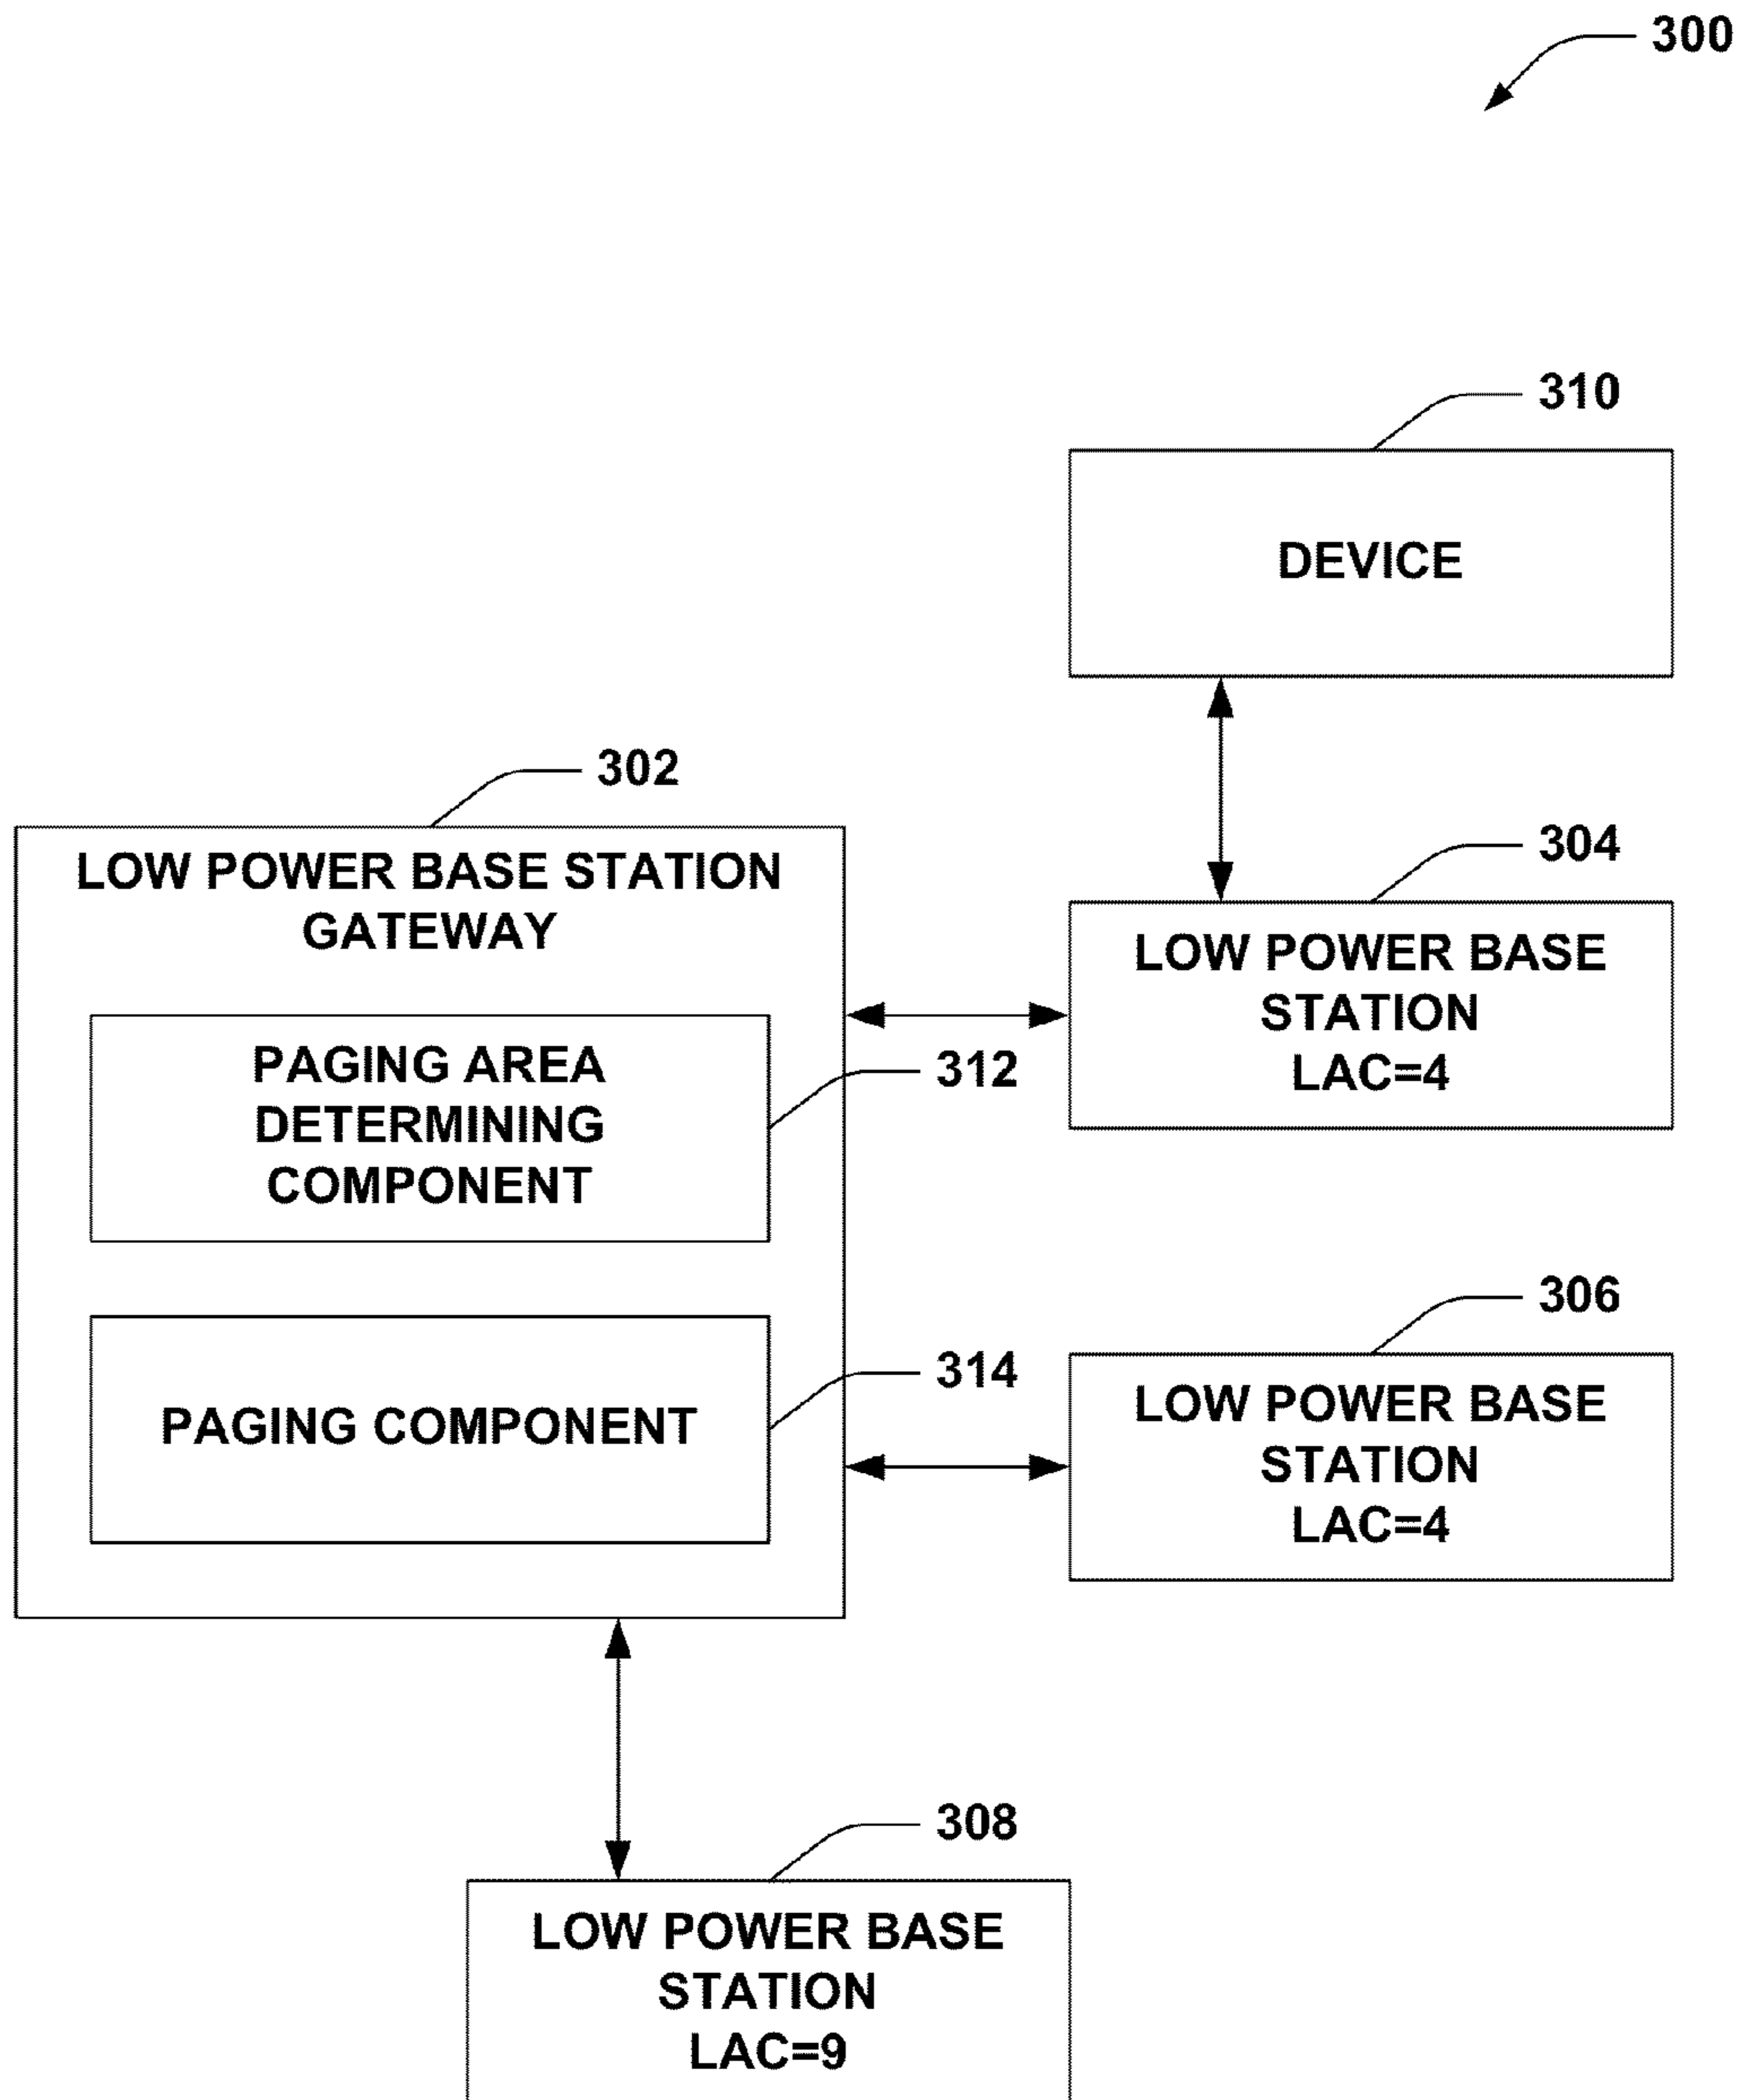 300
310
DEVICE
302
304
LOW POWER BASE STATION
GATEWAY
LOW POWER BASE
STATION
LAC=4
PAGING AREA
DETERMINING
COMPONENT
312
306
314
PAGING COMPONENT
LOW POWER BASE
STATION
LAC=4
308
LOW POWER BASE
STATION
LAC=9